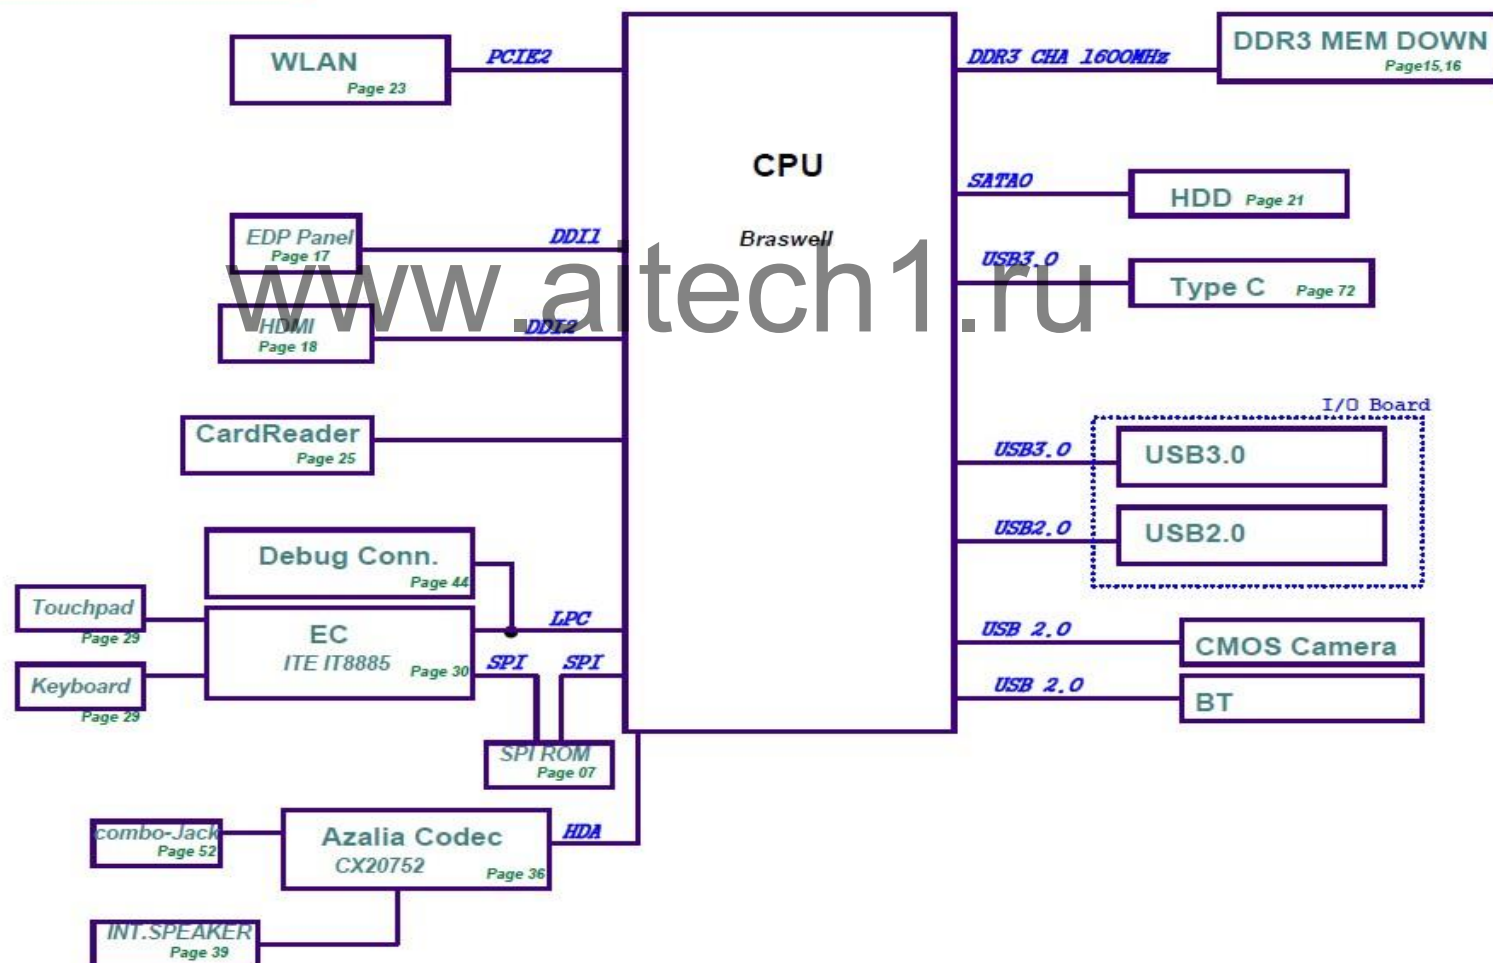 WLAN
Page 23
PCIE2
CPU
Braswell
DDR3 CHA 1600MHz
DDR3 MEM DOWN
Page15,16
SATA0
HDD Page 21
EDP Panel
Page 17
DDI1
USB3.0
Type C Page 72
www.aitech1.ru
HDMI
Page 18
DDI2
CardReader
Page 25
I/O Board
USB3.0
USB3.0
USB2.0
USB2.0
Debug Conn.
Page 44
Touchpad
Page 29
EC
ITE IT8885
Page 30
LPC
SPI
SPI
Keyboard
Page 29
USB 2.0
CMOS Camera
USB 2.0
BT
SPI ROM
Page 07
combo-Jack
Page 52
Azalia Codec
CX20752
Page 36
HDA
INT.SPEAKER
Page 39